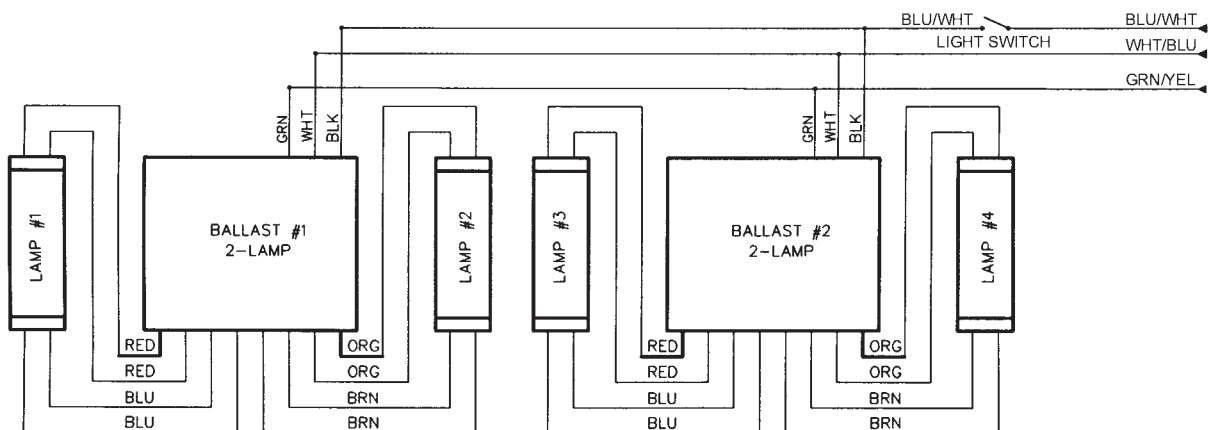 BLU/WHT BLU/WHT
LIGHT SWITCH WHT/BLU
GRN/YEL
GRN WHT BLK GRN WHT BLK
LAMP #1
BALLAST #1
2-LAMP
LAMP #2
LAMP #3
BALLAST #2
2-LAMP
LAMP #4
RED ORG RED ORG
RED ORG RED ORG
BLU BRN BLU BRN
BLU BRN BLU BRN